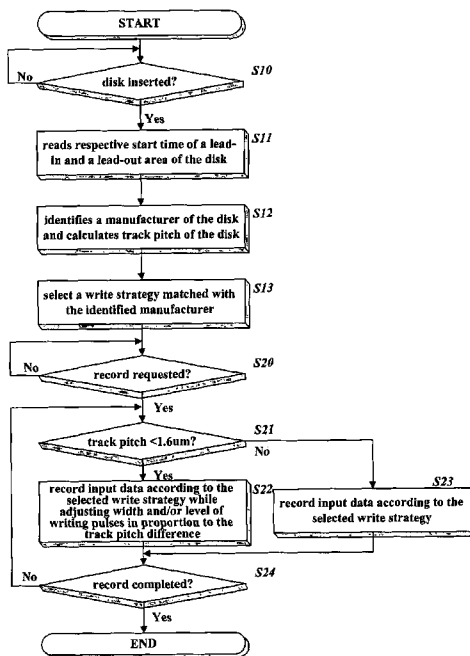 START
No
disk inserted?
S10
Yes
S11
reads respective start time of a lead-
in and a lead-out area of the disk
S12
identifies a manufacturer of the disk
and calculates track pitch of the disk
S13
select a write strategy matched with
the identified manufacturer
No
record requested?
S20
Yes
S21
track pitch <1.6um?
No
Yes
S22
S23
record input data according to the
selected write strategy while
adjusting width and/or level of
writing pulses in proportion to the
track pitch difference
record input data according to the
selected write strategy
No
record completed?
S24
Yes
END